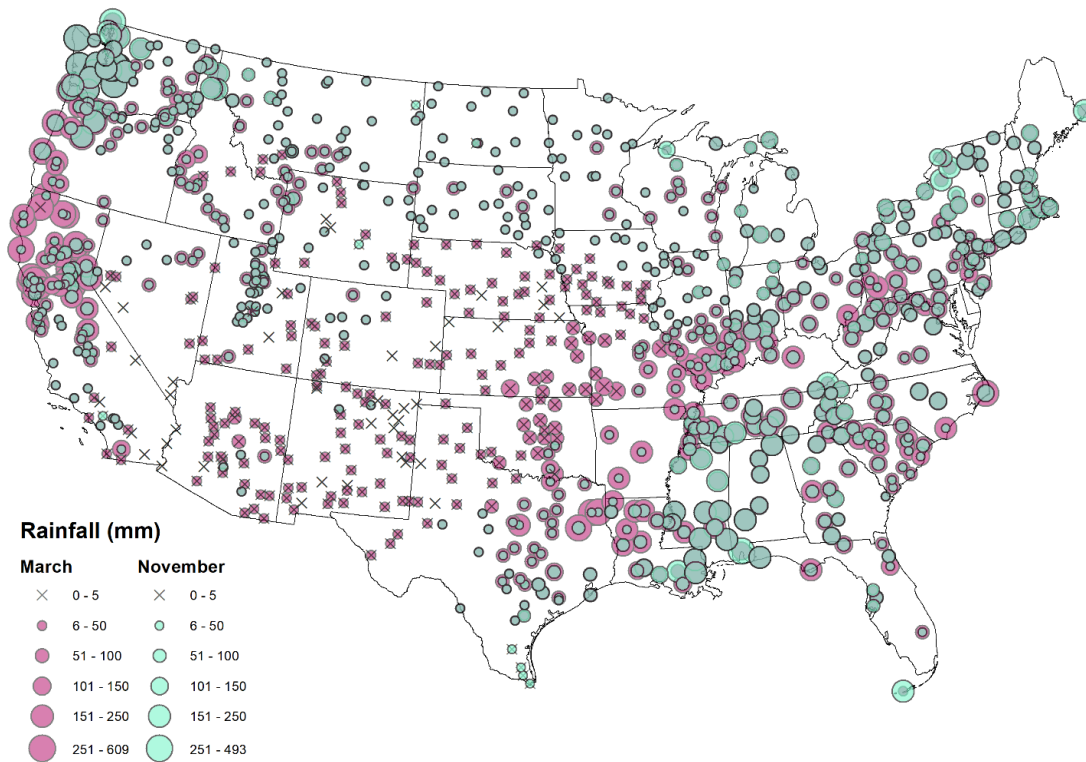 Rainfall (mm)
March November
0 - 5 0 - 5
6 - 50 6 - 50
51 - 100 51 - 100
101 - 150 101 - 150
151 - 250 151 - 250
251 - 609 251 - 493